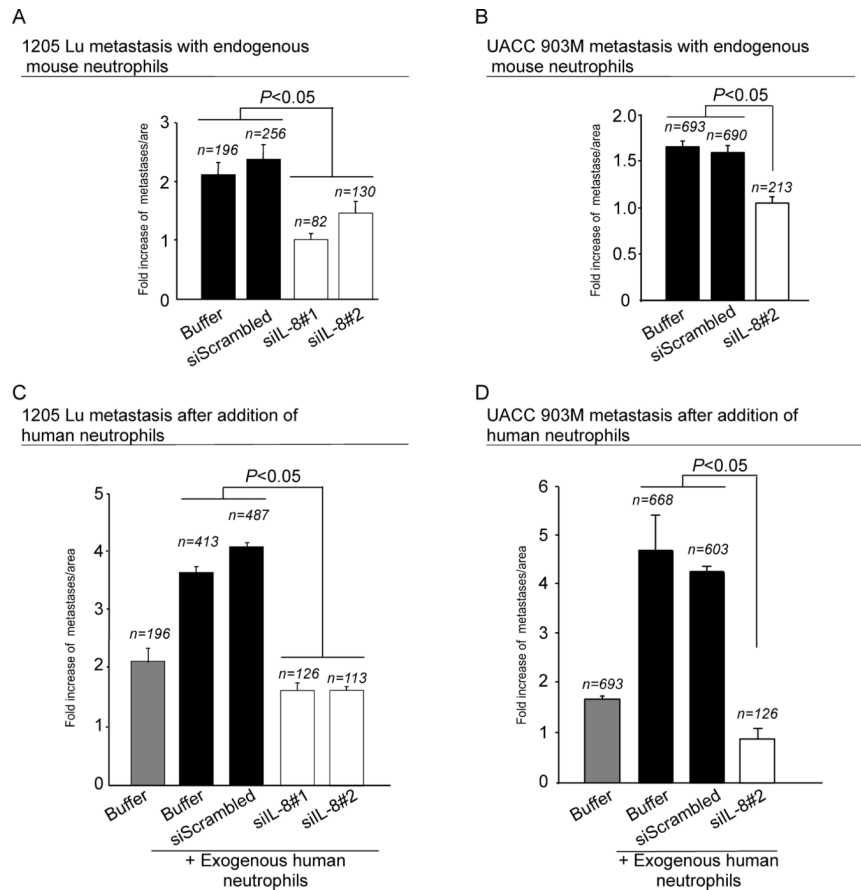 A
1205 Lu metastasis with endogenous
mouse neutrophils
P<0.05
n=256
n=196
n=130
n=82
Fold increase of metastases/are
3
2
1
0
Buffer
siScrambled
siIL-8#1
siIL-8#2
B
UACC 903M metastasis with endogenous
mouse neutrophils
P<0.05
n=693
n=690
n=213
Fold increase of metastase/area
2.0
1.5
1.0
0.5
0
Buffer
siScrambled
siIL-8#2
C
1205 Lu metastasis after addition of
human neutrophils
P<0.05
n=487
n=413
n=196
n=126
n=113
Fold increase of metastases/area
5
4
3
2
1
0
Buffer
Buffer
siScrambled
siIL-8#1
siIL-8#2
+ Exogenous human
neutrophils
D
UACC 903M metastasis after addition of
human neutrophils
P<0.05
n=668
n=603
n=693
n=126
Fold increase of metastases/area
6
5
4
3
2
1
0
Buffer
Buffer
siScrambled
siIL-8#2
+ Exogenous human
neutrophils